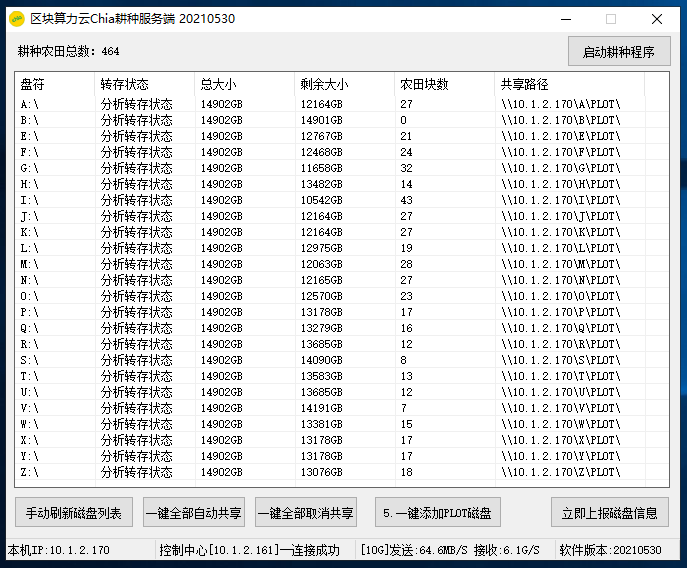 区块算力云Chia耕种服务端 20210530
耕种农田总数: 464
启动耕种程序
盘符 转存状态 总大小 剩余大小 农田块数 共享路径
A:\ 分析转存状态 14902GB 12164GB 27 \\10.1.2.170\A\PLOT\
B:\ 分析转存状态 14902GB 14901GB 0 \\10.1.2.170\B\PLOT\
E:\ 分析转存状态 14902GB 12767GB 21 \\10.1.2.170\E\PLOT\
F:\ 分析转存状态 14902GB 12468GB 24 \\10.1.2.170\F\PLOT\
G:\ 分析转存状态 14902GB 11658GB 32 \\10.1.2.170\G\PLOT\
H:\ 分析转存状态 14902GB 13482GB 14 \\10.1.2.170\H\PLOT\
I:\ 分析转存状态 14902GB 10542GB 43 \\10.1.2.170\I\PLOT\
J:\ 分析转存状态 14902GB 12164GB 27 \\10.1.2.170\J\PLOT\
K:\ 分析转存状态 14902GB 12164GB 27 \\10.1.2.170\K\PLOT\
L:\ 分析转存状态 14902GB 12975GB 19 \\10.1.2.170\L\PLOT\
M:\ 分析转存状态 14902GB 12063GB 28 \\10.1.2.170\M\PLOT\
N:\ 分析转存状态 14902GB 12165GB 27 \\10.1.2.170\N\PLOT\
O:\ 分析转存状态 14902GB 12570GB 23 \\10.1.2.170\O\PLOT\
P:\ 分析转存状态 14902GB 13178GB 17 \\10.1.2.170\P\PLOT\
Q:\ 分析转存状态 14902GB 13279GB 16 \\10.1.2.170\Q\PLOT\
R:\ 分析转存状态 14902GB 13685GB 12 \\10.1.2.170\R\PLOT\
S:\ 分析转存状态 14902GB 14090GB 8 \\10.1.2.170\S\PLOT\
T:\ 分析转存状态 14902GB 13583GB 13 \\10.1.2.170\T\PLOT\
U:\ 分析转存状态 14902GB 13685GB 12 \\10.1.2.170\U\PLOT\
V:\ 分析转存状态 14902GB 14191GB 7 \\10.1.2.170\V\PLOT\
W:\ 分析转存状态 14902GB 13381GB 15 \\10.1.2.170\W\PLOT\
X:\ 分析转存状态 14902GB 13178GB 17 \\10.1.2.170\X\PLOT\
Y:\ 分析转存状态 14902GB 13178GB 17 \\10.1.2.170\Y\PLOT\
Z:\ 分析转存状态 14902GB 13076GB 18 \\10.1.2.170\Z\PLOT\
手动刷新磁盘列表 一键全部自动共享 一键全部取消共享 5.一键添加PLOT磁盘 立即上报磁盘信息
本机IP:10.1.2.170 控制中心[10.1.2.161]—连接成功 [10G]发送:64.6MB/S 接收:6.1G/S 软件版本:20210530